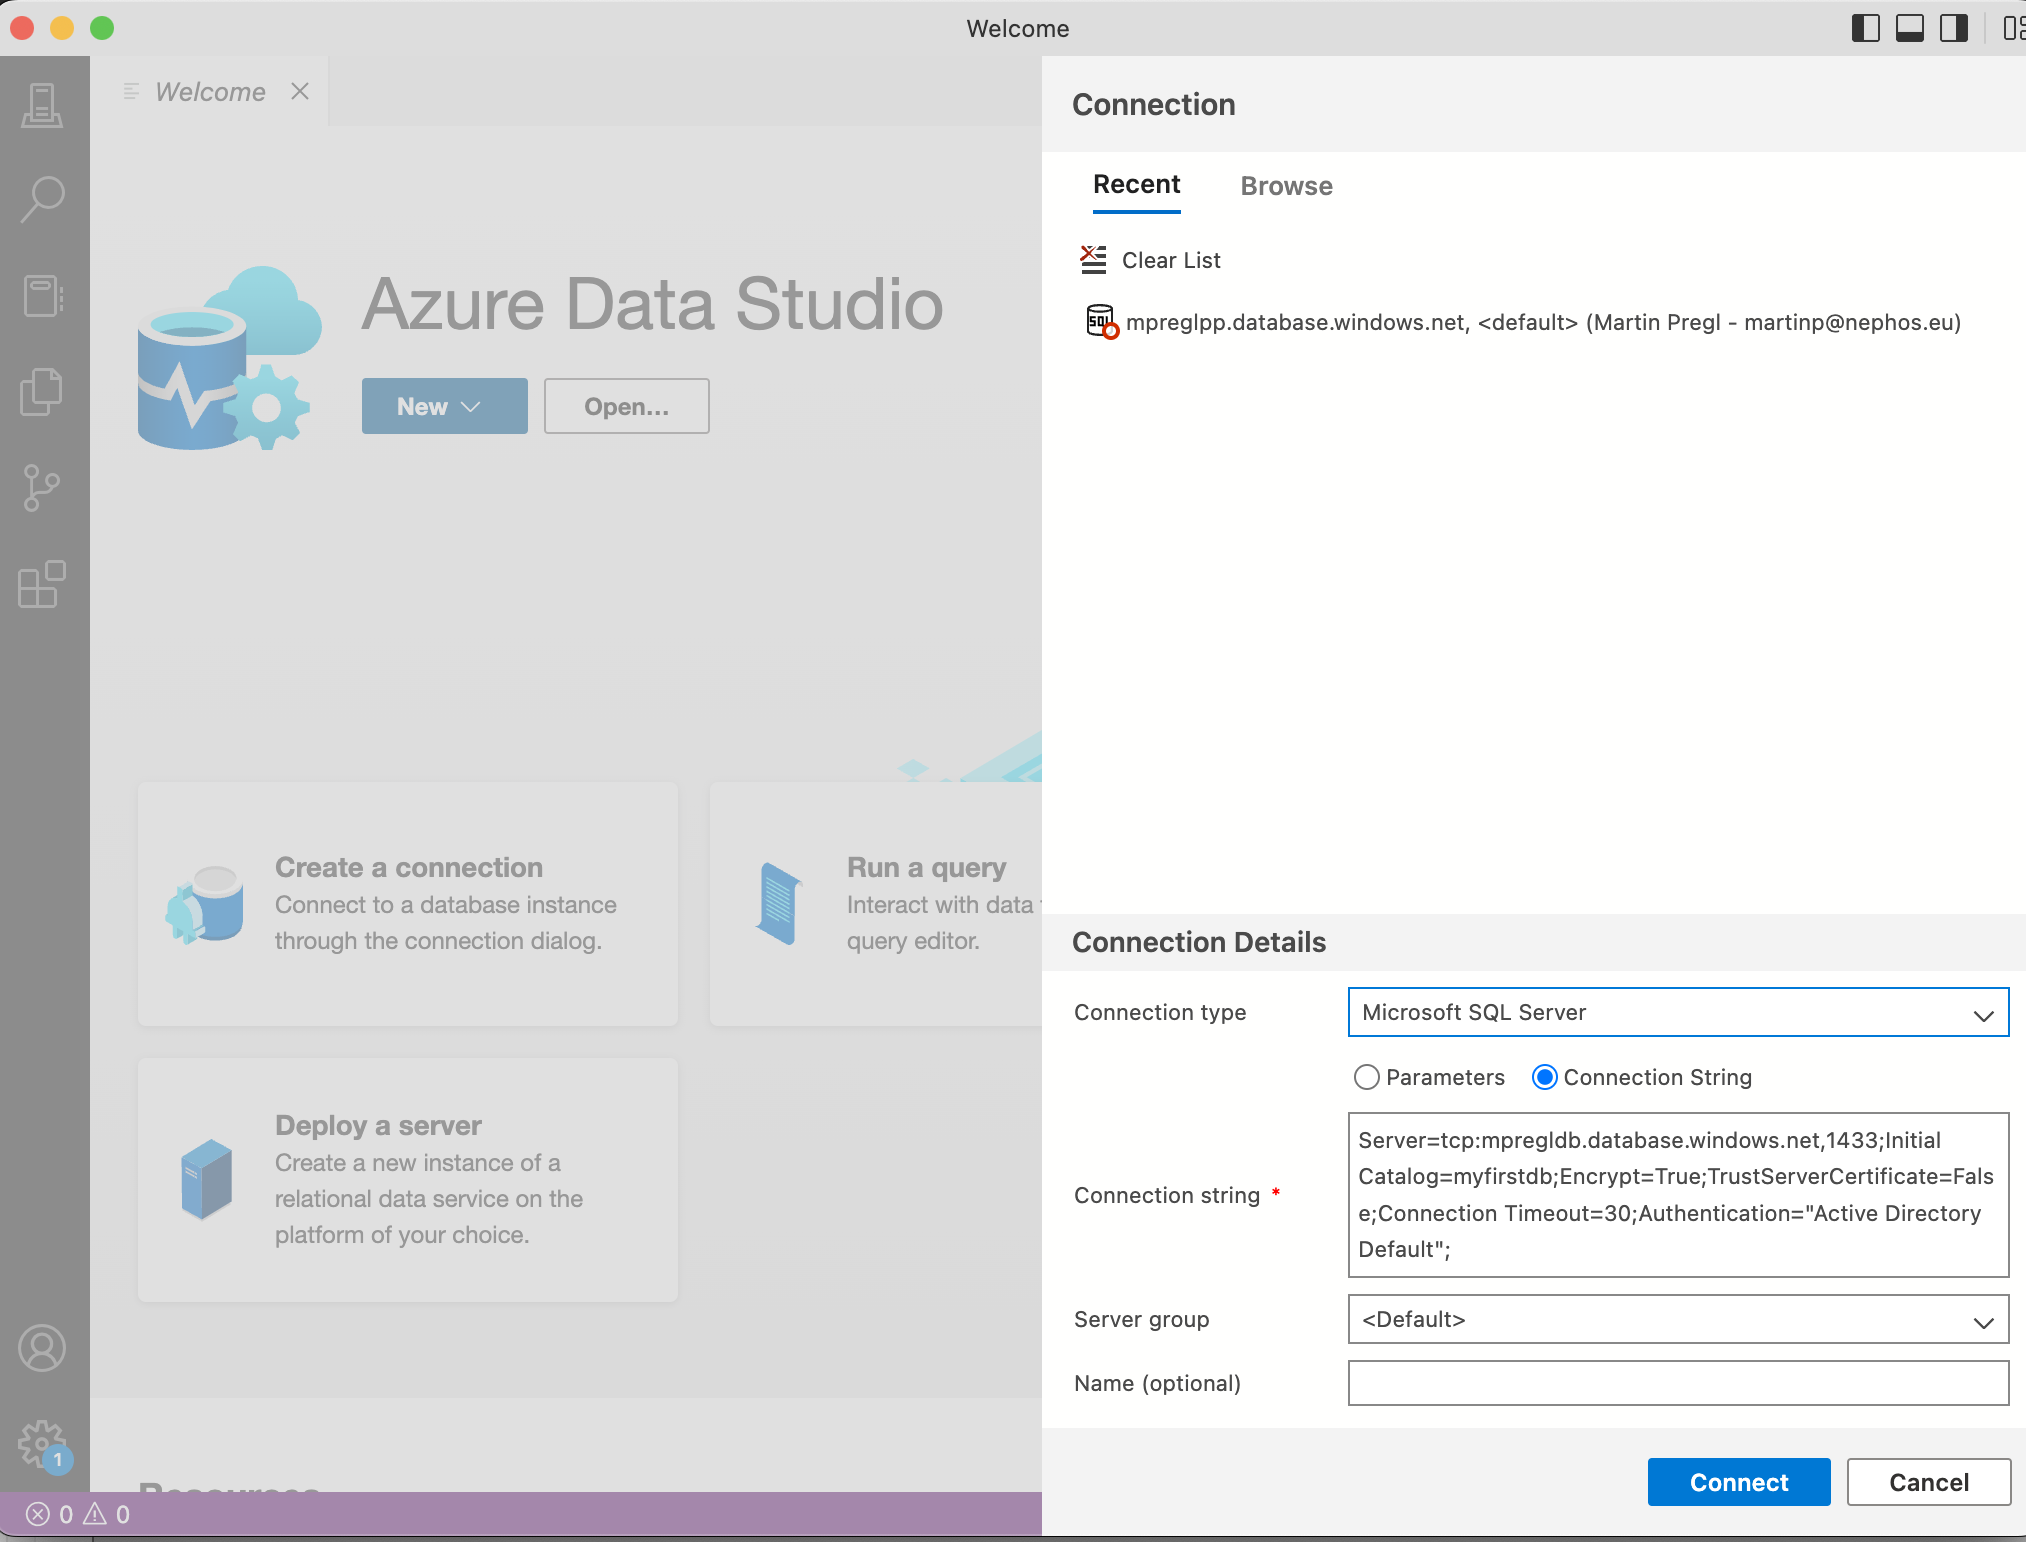 Welcome
Welcome
Azure Data Studio
New
Open...
Create a connection
Connect to a database instance
through the connection dialog.
Run a query
Interact with data
query editor.
Deploy a server
Create a new instance of a
relational data service on the
platform of your choice.
Resources
1
0 0
Connection
Recent Browse
Clear List
SQL
mpreglpp.database.windows.net, <default> (Martin Pregl - martinp@nephos.eu)
Connection Details
Connection type
Microsoft SQL Server
Parameters Connection String
Connection string *
Server=tcp:mpregldb.database.windows.net,1433;Initial
Catalog=myfirstdb;Encrypt=True;TrustServerCertificate=Fals
e;Connection Timeout=30;Authentication="Active Directory
Default";
Server group
<Default>
Name (optional)
Connect
Cancel